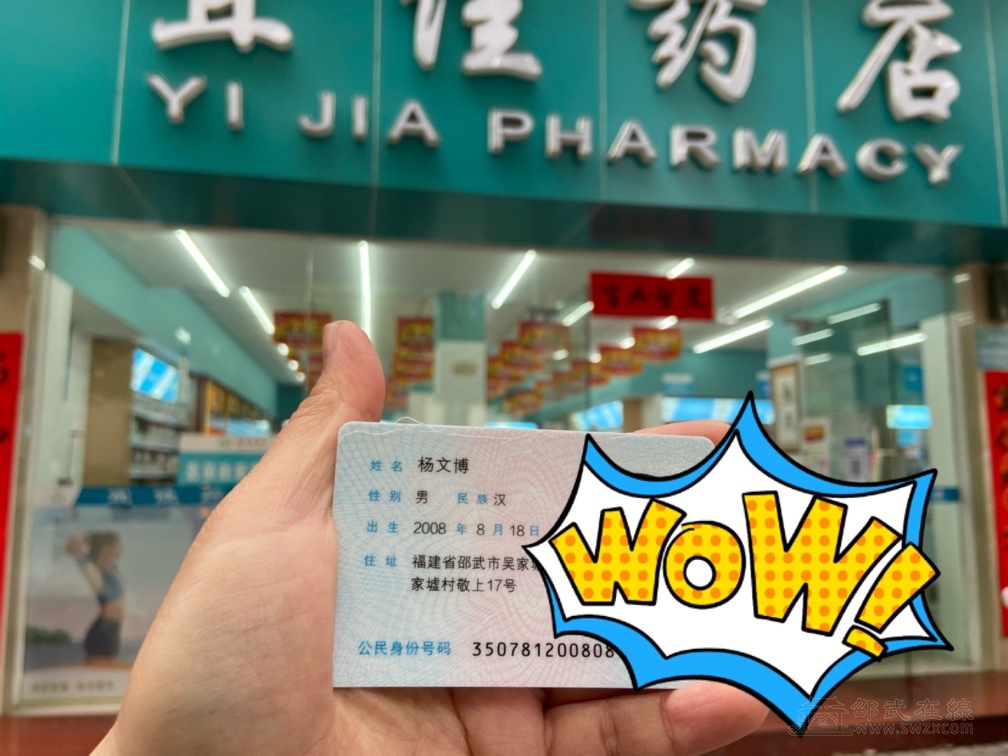 佳药店
YI JIA PHARMACY
姓名 杨文博
性别 男 民族 汉
出生 2008 年 8 月 18 日
住址 福建省邵武市吴家
家墟村敬上17号
公民身份号码 350781200808
WOW!
邵武在線
www.swzx.com